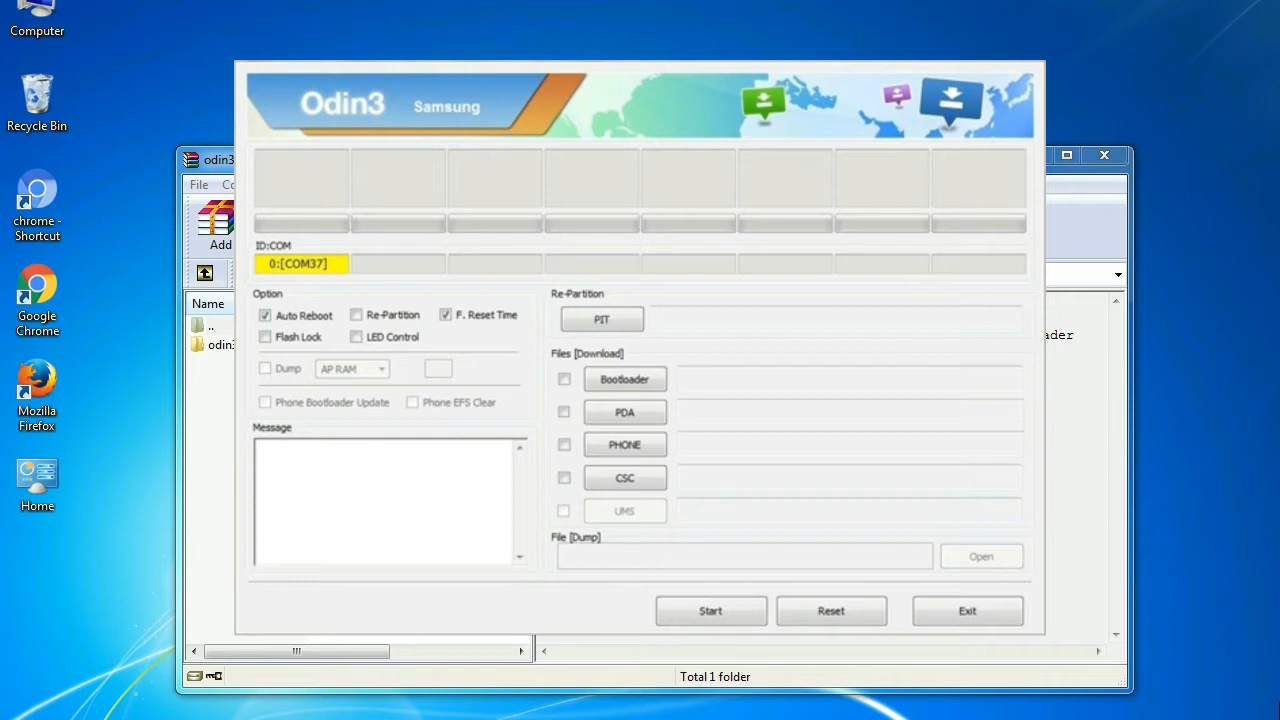 Computer
Recycle Bin
chrome -
Shortcut
Google
Chrome
Mozilla
Firefox
Home
odin3
File Co
Add
Name
..
odin3
ader
Total 1 folder
Odin3 Samsung
ID:COM
0:[COM37]
Option
Auto Reboot Re-Partition F. Reset Time
Flash Lock LED Control
Dump AP RAM
Phone Bootloader Update Phone EFS Clear
Message
Re-Partition
PIT
Files [Download]
Bootloader
PDA
PHONE
CSC
UMS
File [Dump]
Open
Start Reset Exit